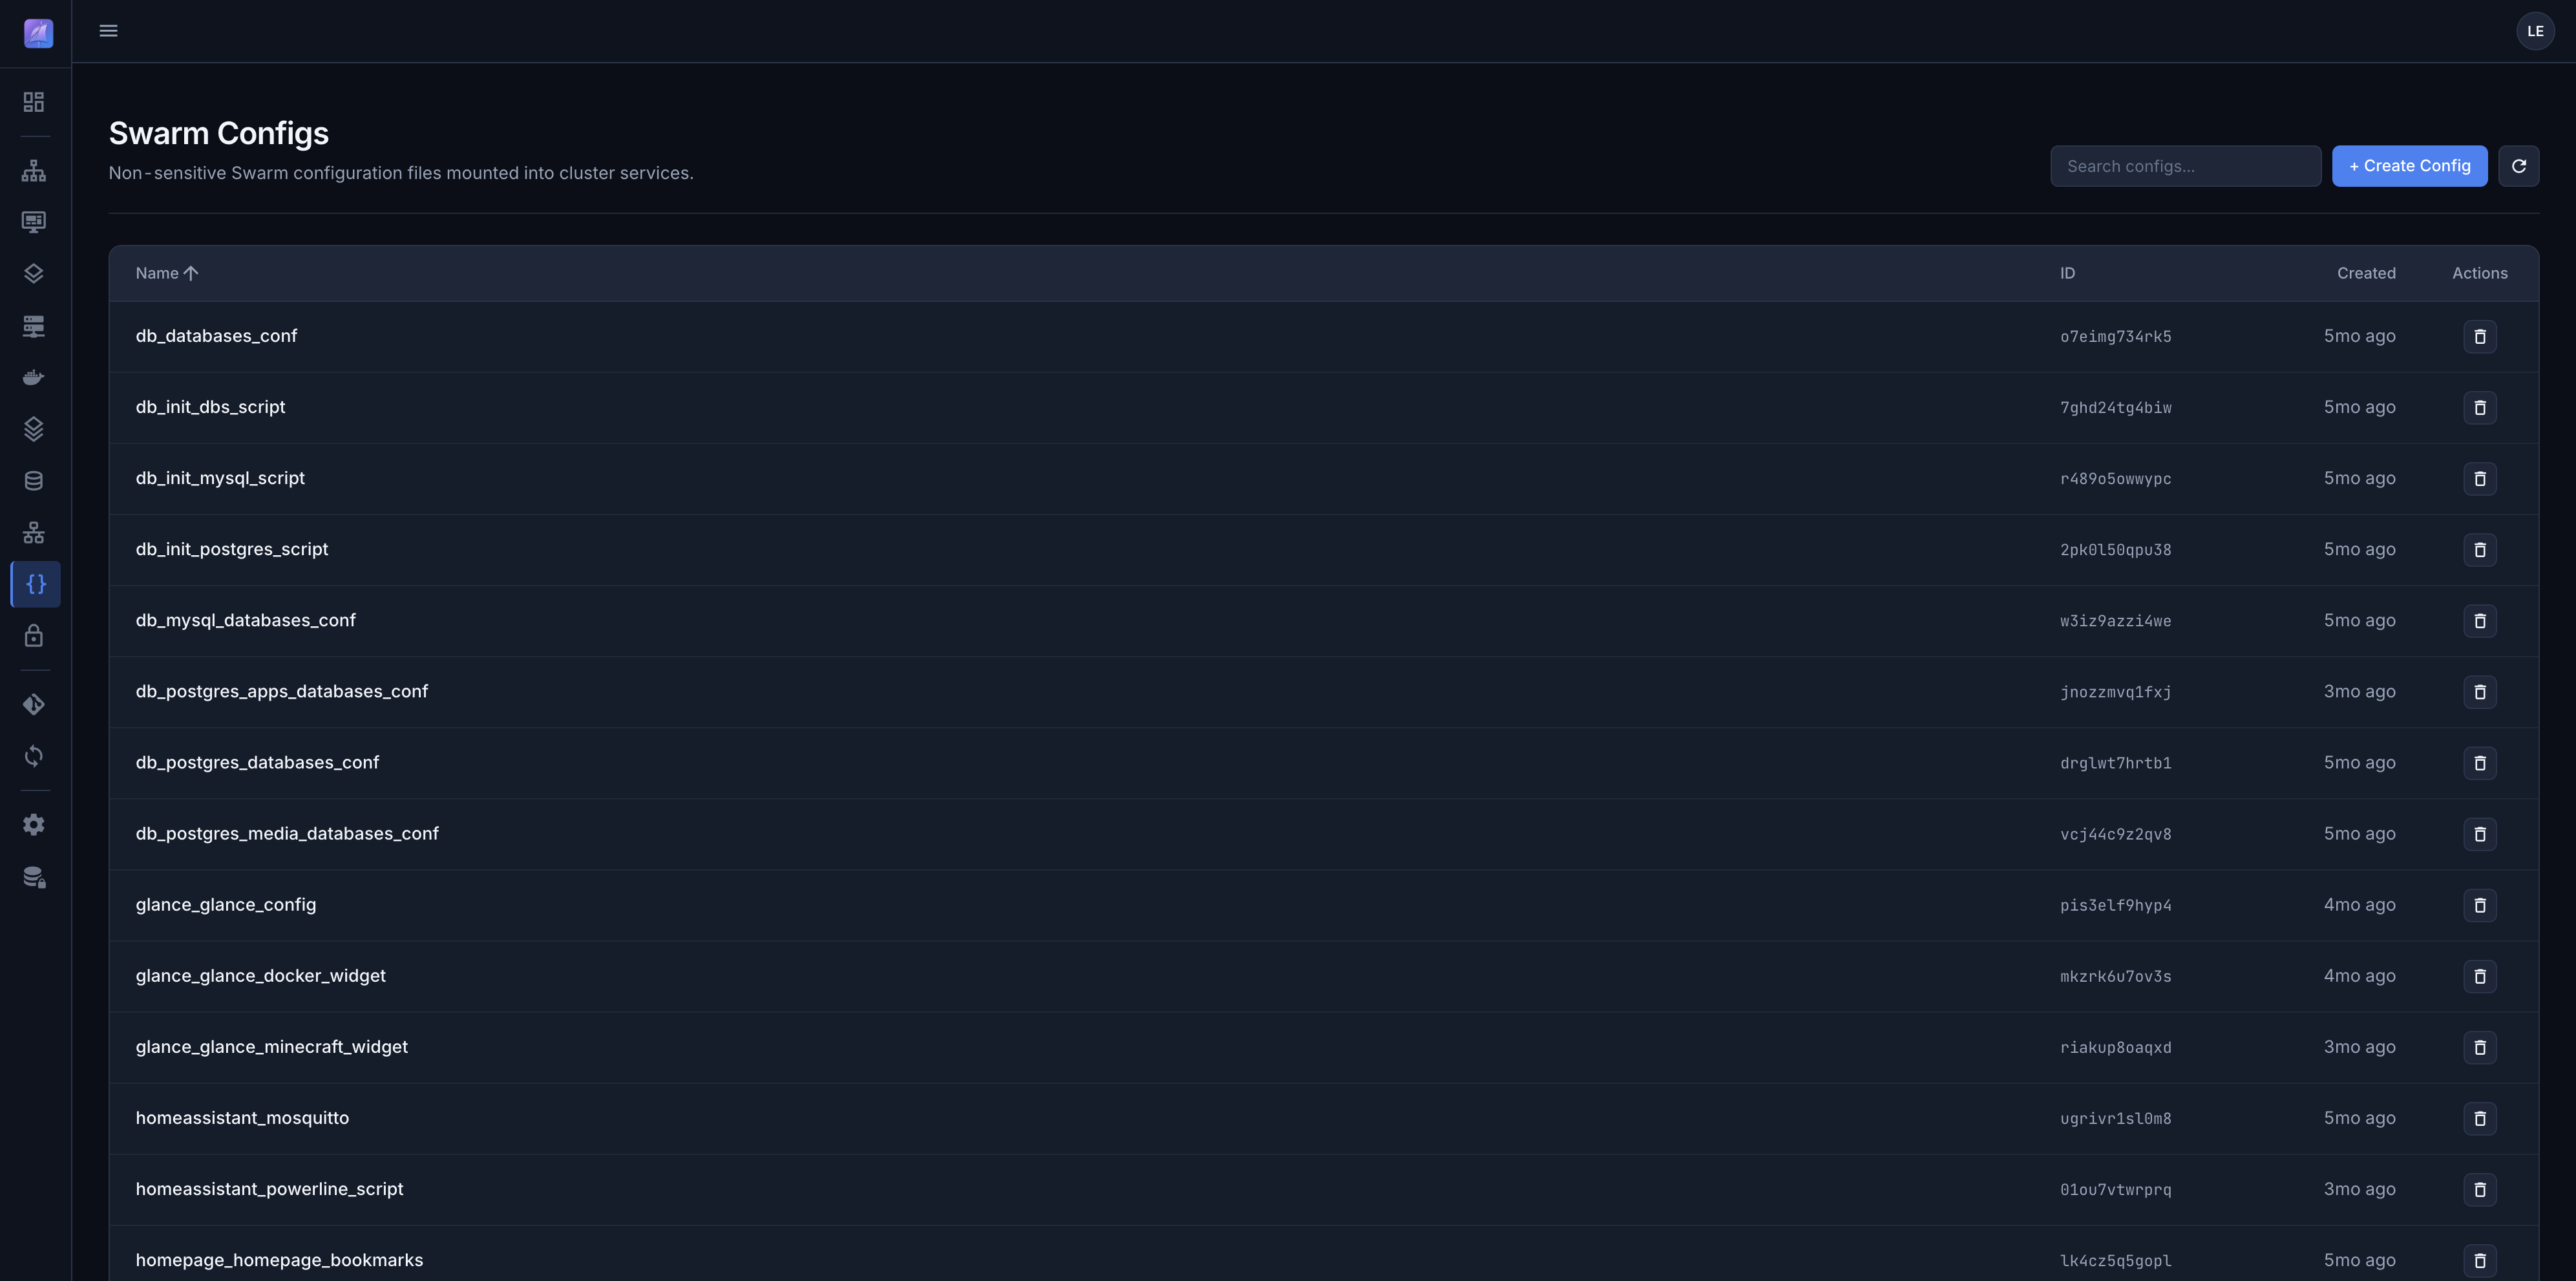 LE
Swarm Configs
Non-sensitive Swarm configuration files mounted into cluster services.
Search configs...
+ Create Config
Name ID Created Actions
db_databases_conf o7eimg734rk5 5mo ago
db_init_dbs_script 7ghd24tg4biw 5mo ago
db_init_mysql_script r489o5owwypc 5mo ago
db_init_postgres_script 2pk0l50qpu38 5mo ago
db_mysql_databases_conf w3iz9azzi4we 5mo ago
db_postgres_apps_databases_conf jnozzmvq1fxj 3mo ago
db_postgres_databases_conf drglwt7hrtb1 5mo ago
db_postgres_media_databases_conf vcj44c9z2qv8 5mo ago
glance_glance_config pis3elf9hyp4 4mo ago
glance_glance_docker_widget mkzrk6u7ov3s 4mo ago
glance_glance_minecraft_widget riakup8oaqxd 3mo ago
homeassistant_mosquitto ugrivr1sl0m8 5mo ago
homeassistant_powerline_script 01ou7vtwrprq 3mo ago
homepage_homepage_bookmarks lk4cz5q5gopl 5mo ago